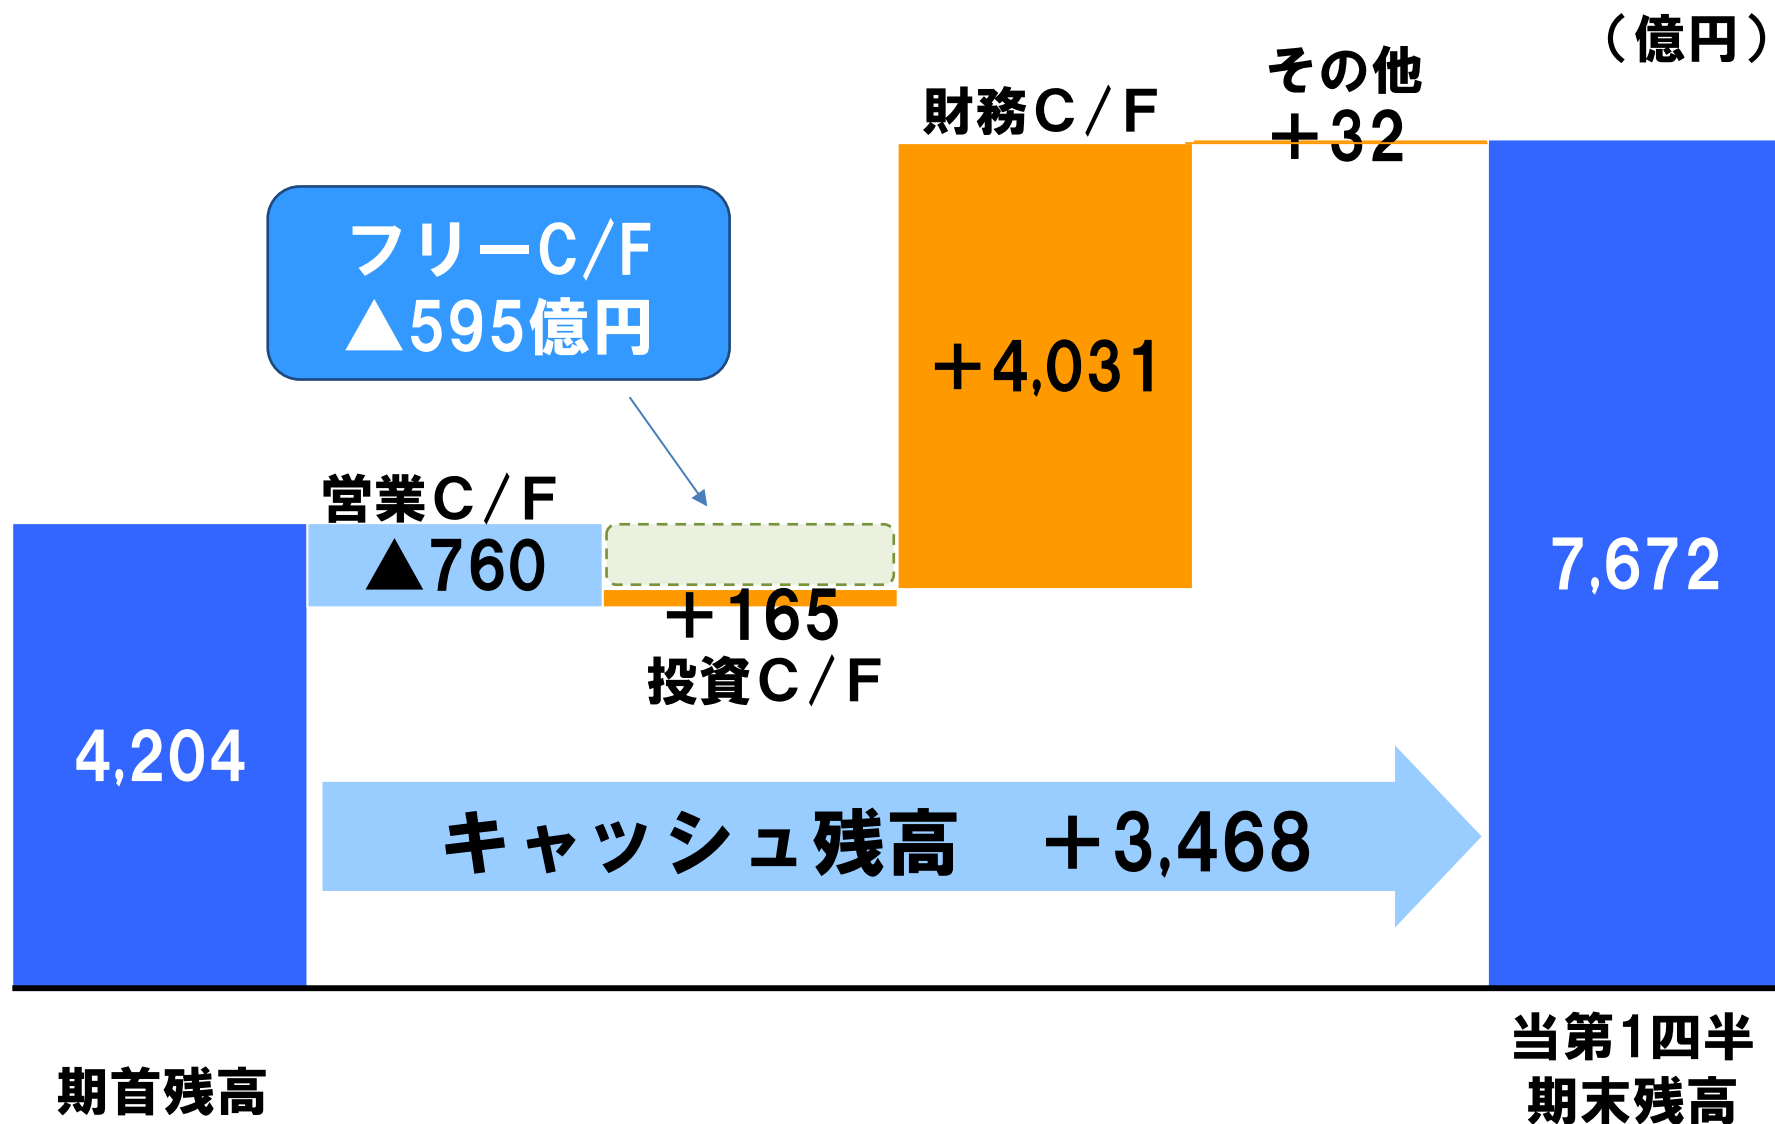 （億円）
その他
＋32
財務Ｃ/Ｆ
フリーC/F
▲595億円
＋4,031
営業Ｃ/Ｆ
▲760
＋165
投資Ｃ/Ｆ
7,672
4,204
キャッシュ残高　＋3,468
期首残高
当第1四半
期末残高